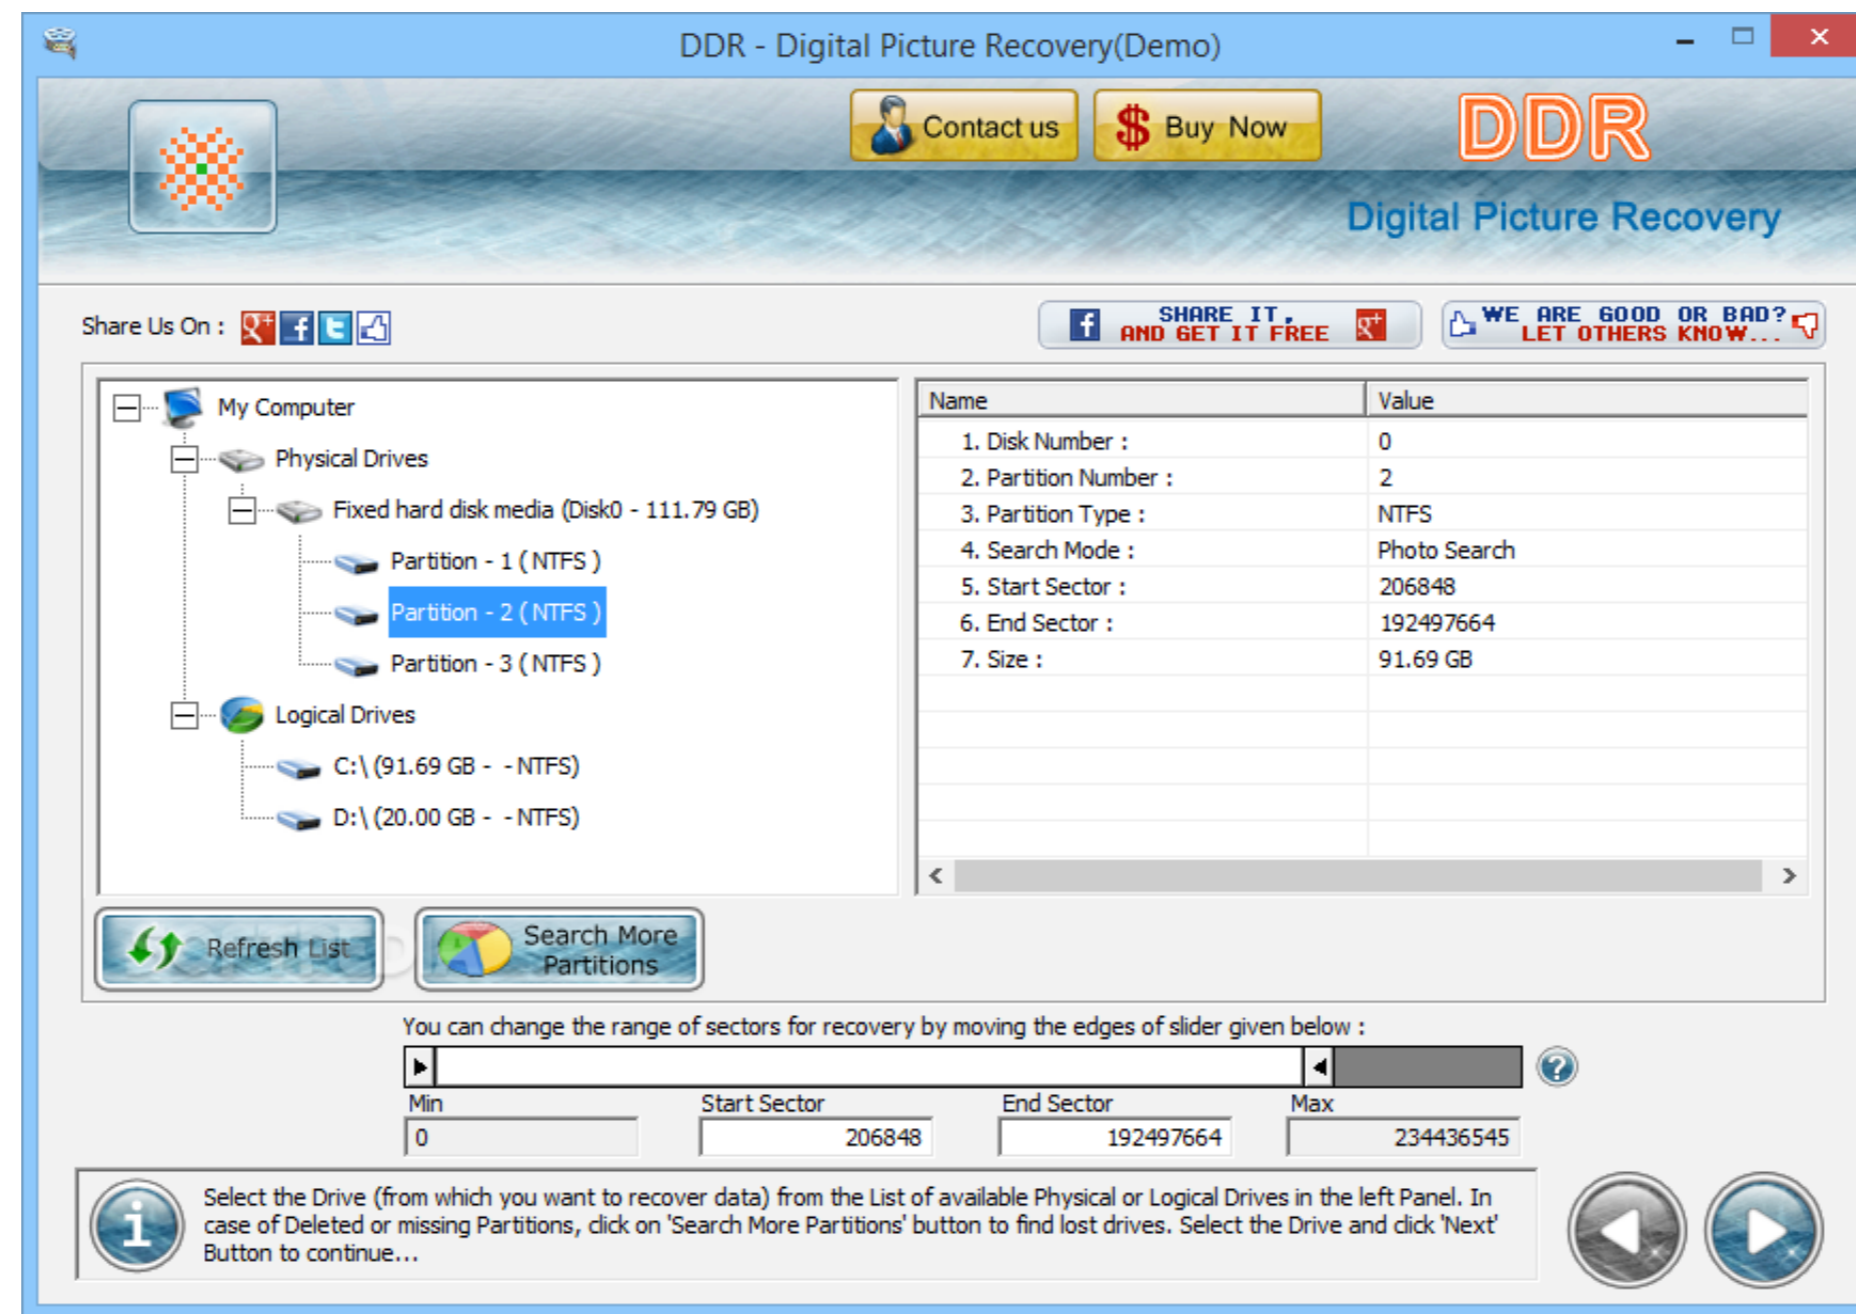 DDR - Digital Picture Recovery(Demo)
Contact us
$ Buy Now
DDR
Digital Picture Recovery
Share Us On :
SHARE IT,
AND GET IT FREE
WE ARE GOOD OR BAD?
LET OTHERS KNOW...
My Computer
Physical Drives
Fixed hard disk media (Disk0 - 111.79 GB)
Partition - 1 ( NTFS )
Partition - 2 ( NTFS )
Partition - 3 ( NTFS )
Logical Drives
C:\ (91.69 GB - - NTFS)
D:\ (20.00 GB - - NTFS)
Name Value
1. Disk Number : 0
2. Partition Number : 2
3. Partition Type : NTFS
4. Search Mode : Photo Search
5. Start Sector : 206848
6. End Sector : 192497664
7. Size : 91.69 GB
Refresh List
Search More
Partitions
You can change the range of sectors for recovery by moving the edges of slider given below :
Min Start Sector End Sector Max
0 206848 192497664 234436545
Select the Drive (from which you want to recover data) from the List of available Physical or Logical Drives in the left Panel. In
case of Deleted or missing Partitions, click on 'Search More Partitions' button to find lost drives. Select the Drive and click 'Next'
Button to continue...